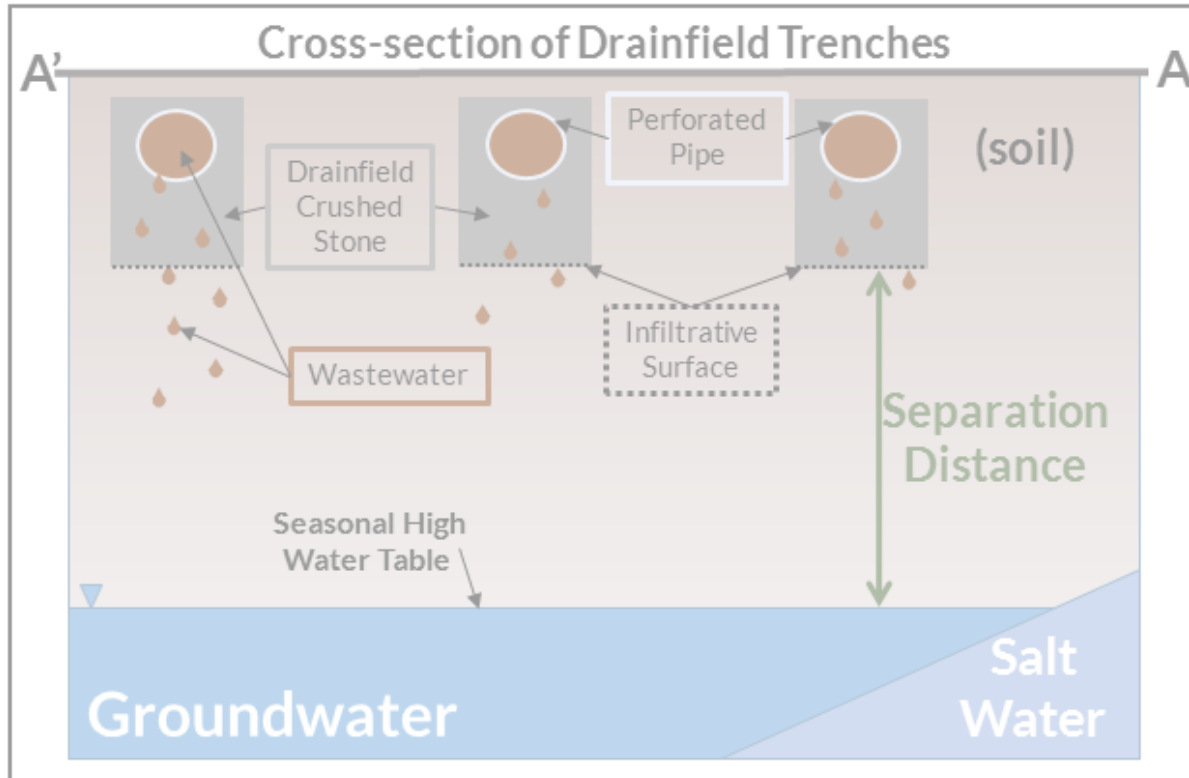 Cross-section of Drainfield Trenches
A’
A
Perforated
Pipe
(soil)
Drainfield
Crushed
Stone
Infiltrative
Surface
Wastewater
Separation
Distance
Seasonal High
Water Table
Salt
Water
Groundwater